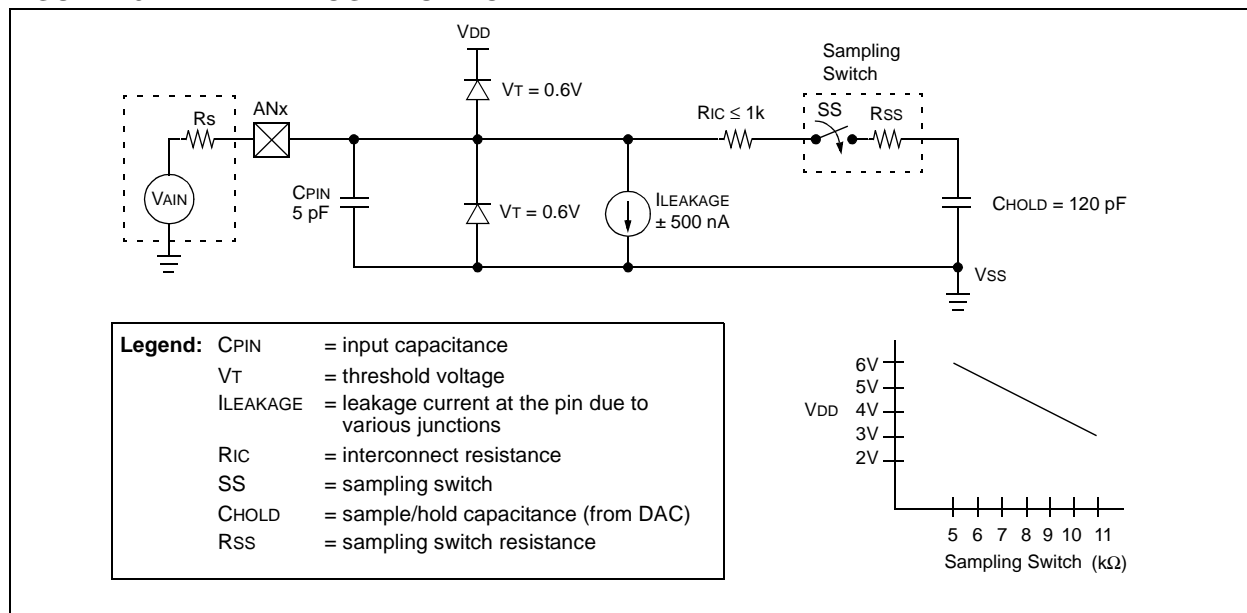 VDD
Sampling
Switch
VT = 0.6V
ANx
RIC ≤ 1k
SS
RSS
Rs
VAIN
CPIN
5 pF
VT = 0.6V
ILEAKAGE
± 500 nA
CHOLD = 120 pF
VSS
Legend: CPIN = input capacitance
VT = threshold voltage
ILEAKAGE = leakage current at the pin due to
various junctions
RIC = interconnect resistance
SS = sampling switch
CHOLD = sample/hold capacitance (from DAC)
RSS = sampling switch resistance
6V
5V
VDD 4V
3V
2V
5 6 7 8 9 10 11
Sampling Switch (kΩ)